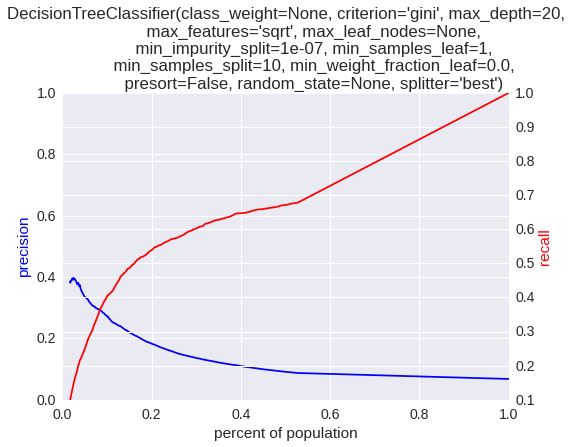 DecisionTreeClassifier(class_weight=None, criterion='gini', max_depth=20,
max_features='sqrt', max_leaf_nodes=None,
min_impurity_split=1e-07, min_samples_leaf=1,
min_samples_split=10, min_weight_fraction_leaf=0.0,
presort=False, random_state=None, splitter='best')
1.0
0.8
0.6
0.4
0.2
0.0
precision
1.0
0.9
0.8
0.7
0.6
0.5
0.4
0.3
0.2
0.1
recall
0.0 0.2 0.4 0.6 0.8 1.0
percent of population